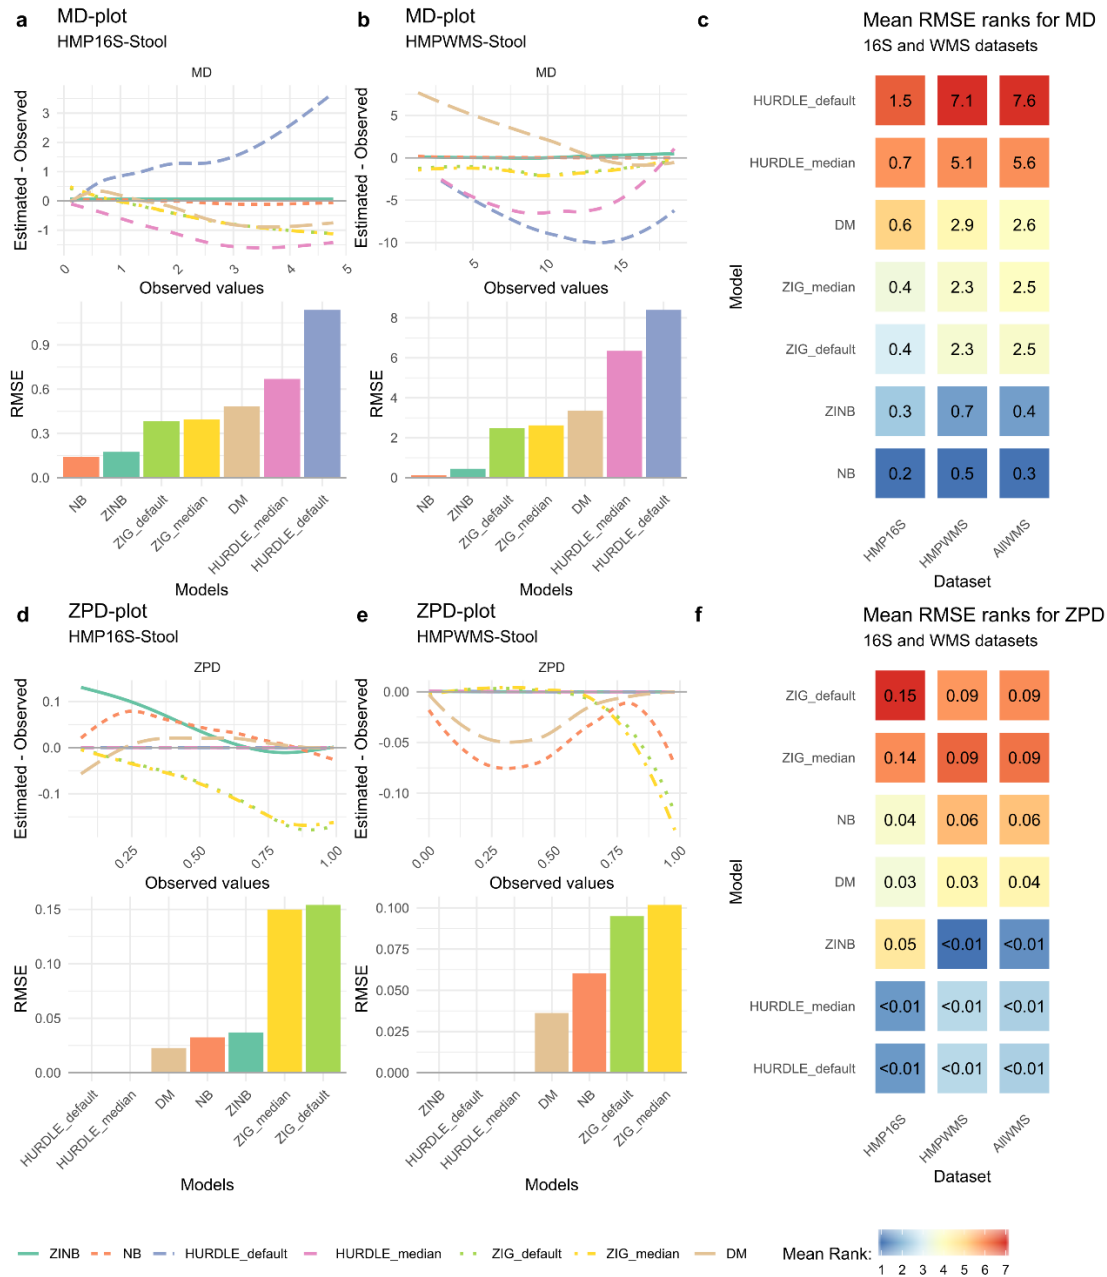 a
MD-plot
HMP16S-Stool
MD
Estimated - Observed
3
2
1
0
-1
0
1
2
3
4
5
Observed values
RMSE
0.9
0.6
0.3
0.0
NB
ZINB
ZIG_default
ZIG_median
DM
HURDLE_median
HURDLE_default
Models
b
MD-plot
HMPWMS-Stool
MD
Estimated - Observed
5
0
-5
-10
5
10
15
Observed values
RMSE
8
6
4
2
0
NB
ZINB
ZIG_default
ZIG_median
DM
HURDLE_median
HURDLE_default
Models
c
Mean RMSE ranks for MD
16S and WMS datasets
Model
HURDLE_default 1.5 7.1 7.6
HURDLE_median 0.7 5.1 5.6
DM 0.6 2.9 2.6
ZIG_median 0.4 2.3 2.5
ZIG_default 0.4 2.3 2.5
ZINB 0.3 0.7 0.4
NB 0.2 0.5 0.3
HMP16S
HMPWMS
AllWMS
Dataset
d
ZPD-plot
HMP16S-Stool
ZPD
Estimated - Observed
0.1
0.0
-0.1
0.25
0.50
0.75
1.00
Observed values
RMSE
0.15
0.10
0.05
0.00
HURDLE_default
HURDLE_median
DM
NB
ZINB
ZIG_median
ZIG_default
Models
e
ZPD-plot
HMPWMS-Stool
ZPD
Estimated - Observed
0.00
-0.05
-0.10
0.00
0.25
0.50
0.75
1.00
Observed values
RMSE
0.100
0.075
0.050
0.025
0.000
ZINB
HURDLE_default
HURDLE_median
DM
NB
ZIG_default
ZIG_median
Models
f
Mean RMSE ranks for ZPD
16S and WMS datasets
Model
ZIG_default 0.15 0.09 0.09
ZIG_median 0.14 0.09 0.09
NB 0.04 0.06 0.06
DM 0.03 0.03 0.04
ZINB 0.05 <0.01 <0.01
HURDLE_median <0.01 <0.01 <0.01
HURDLE_default <0.01 <0.01 <0.01
HMP16S
HMPWMS
AllWMS
Dataset
ZINB NB HURDLE_default HURDLE_median ZIG_default ZIG_median DM
Mean Rank:
1 2 3 4 5 6 7